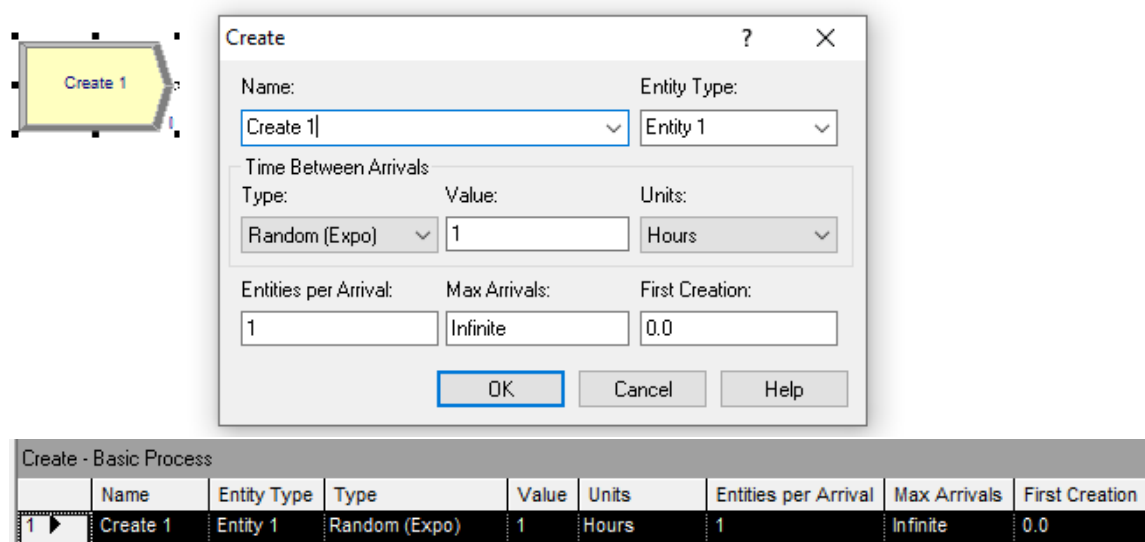 Create 1
Create ? X
Name: Entity Type:
Create 1 Entity 1
Time Between Arrivals
Type: Value: Units:
Random (Expo) 1 Hours
Entities per Arrival: Max Arrivals: First Creation:
1 Infinite 0.0
OK Cancel Help
Create - Basic Process
Name Entity Type Type Value Units Entities per Arrival Max Arrivals First Creation
1 Create 1 Entity 1 Random (Expo) 1 Hours 1 Infinite 0.0